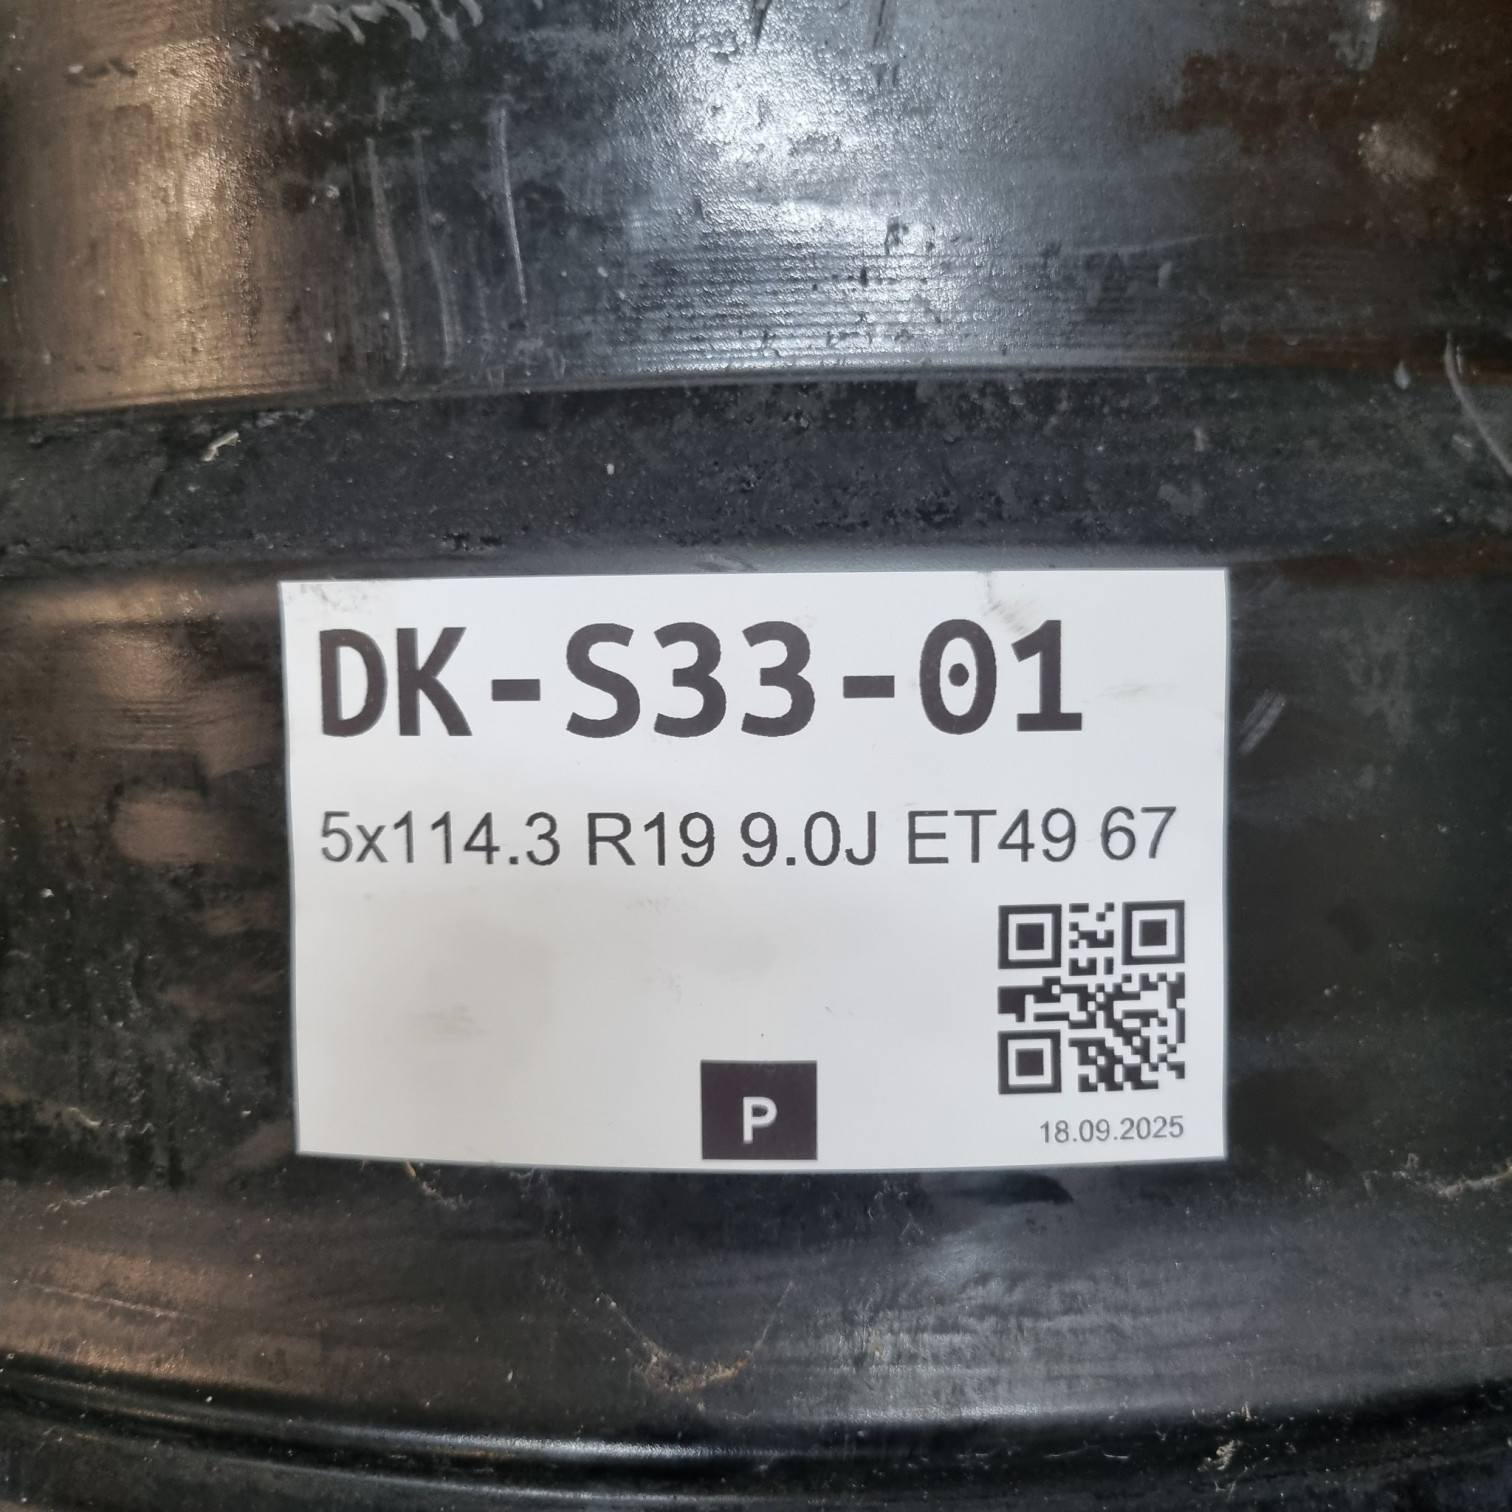 DK-S33-01
5x114.3 R19 9.0J ET49 67
P
18.09.2025